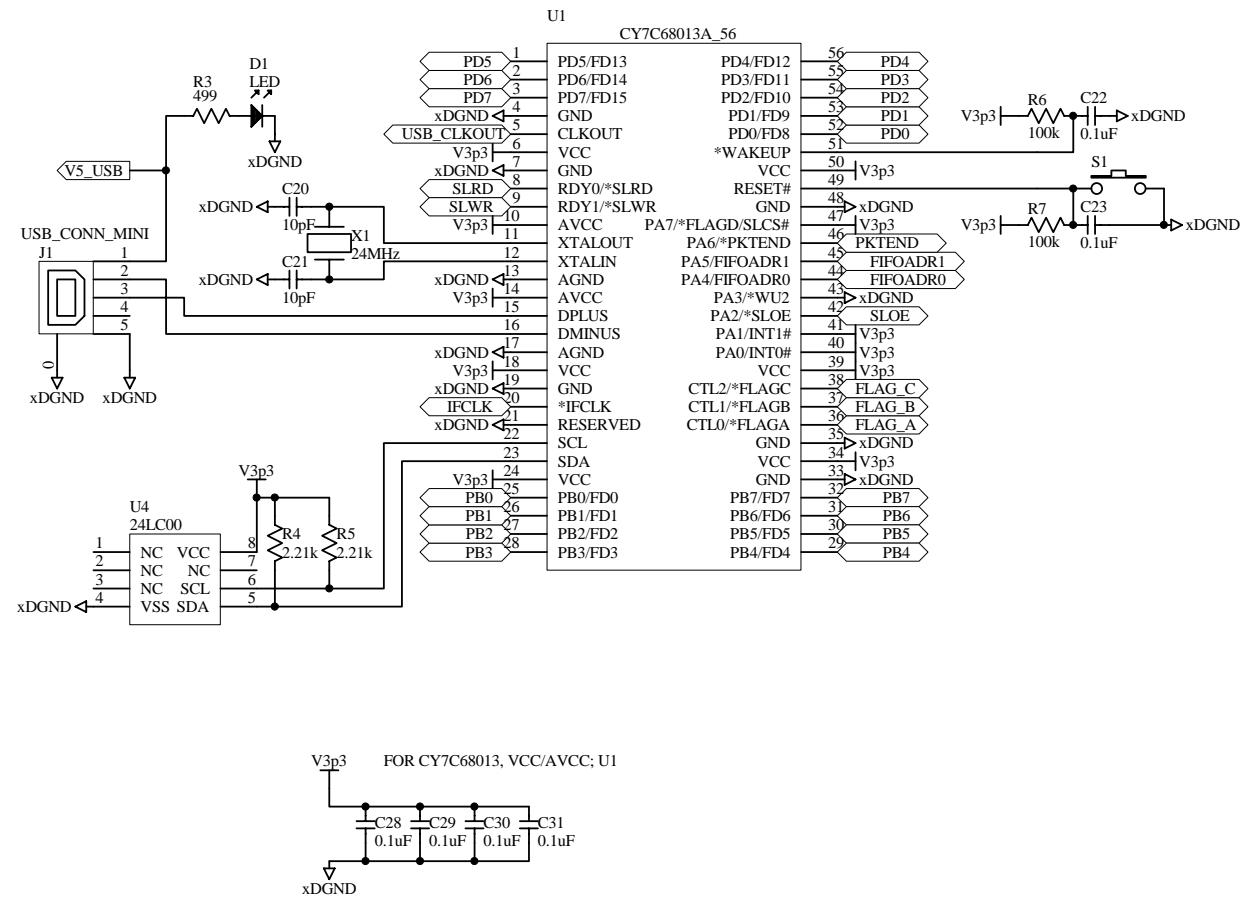 U1
CY7C68013A_56
PD5 1 PD5/FD13 PD4/FD12 56 PD4
PD6 2 PD6/FD14 PD3/FD11 55 PD3
PD7 3 PD7/FD15 PD2/FD10 54 PD2
xDGND 4 GND PD1/FD9 53 PD1
USB_CLKOUT 5 CLKOUT PD0/FD8 52 PD0
V3p3 6 VCC *WAKEUP 51
xDGND 7 GND VCC 50 V3p3
SLRD 8 RDY0/*SLRD RESET# 49
SLWR 9 RDY1/*SLWR GND 48 xDGND
V3p3 10 AVCC PA7/*FLAGD/SLCS# 47 V3p3
11 XTALOUT PA6/*PKTEND 46 PKTEND
12 XTALIN PA5/FIFOADR1 45 FIFOADR1
xDGND 13 AGND PA4/FIFOADR0 44 FIFOADR0
V3p3 14 AVCC PA3/*WU2 43 xDGND
15 DPLUS PA2/*SLOE 42 SLOE
16 DMINUS PA1/INT1# 41 V3p3
xDGND 17 AGND PA0/INT0# 40 V3p3
V3p3 18 VCC VCC 39 V3p3
xDGND 19 GND CTL2/*FLAGC 38 FLAG_C
IFCLK 20 *IFCLK CTL1/*FLAGB 37 FLAG_B
xDGND 21 RESERVED CTL0/*FLAGA 36 FLAG_A
22 SCL GND 35 xDGND
23 SDA VCC 34 V3p3
V3p3 24 VCC GND 33 xDGND
PB0 25 PB0/FD0 PB7/FD7 32 PB7
PB1 26 PB1/FD1 PB6/FD6 31 PB6
PB2 27 PB2/FD2 PB5/FD5 30 PB5
PB3 28 PB3/FD3 PB4/FD4 29 PB4
D1
LED
R3
499
xDGND
V5_USB
C20
xDGND
10pF
X1
24MHz
C21
xDGND
10pF
USB_CONN_MINI
J1
1
2
3
4
5
0
xDGND xDGND
R6 C22
V3p3 xDGND
100k 0.1uF
S1
R7 C23
V3p3 xDGND
100k 0.1uF
V3p3
U4
24LC00
R4 R5
2.21k 2.21k
1 NC VCC 8
2 NC NC 7
3 NC SCL 6
xDGND 4 VSS SDA 5
V3p3 FOR CY7C68013, VCC/AVCC; U1
C28 C29 C30 C31
0.1uF 0.1uF 0.1uF 0.1uF
xDGND